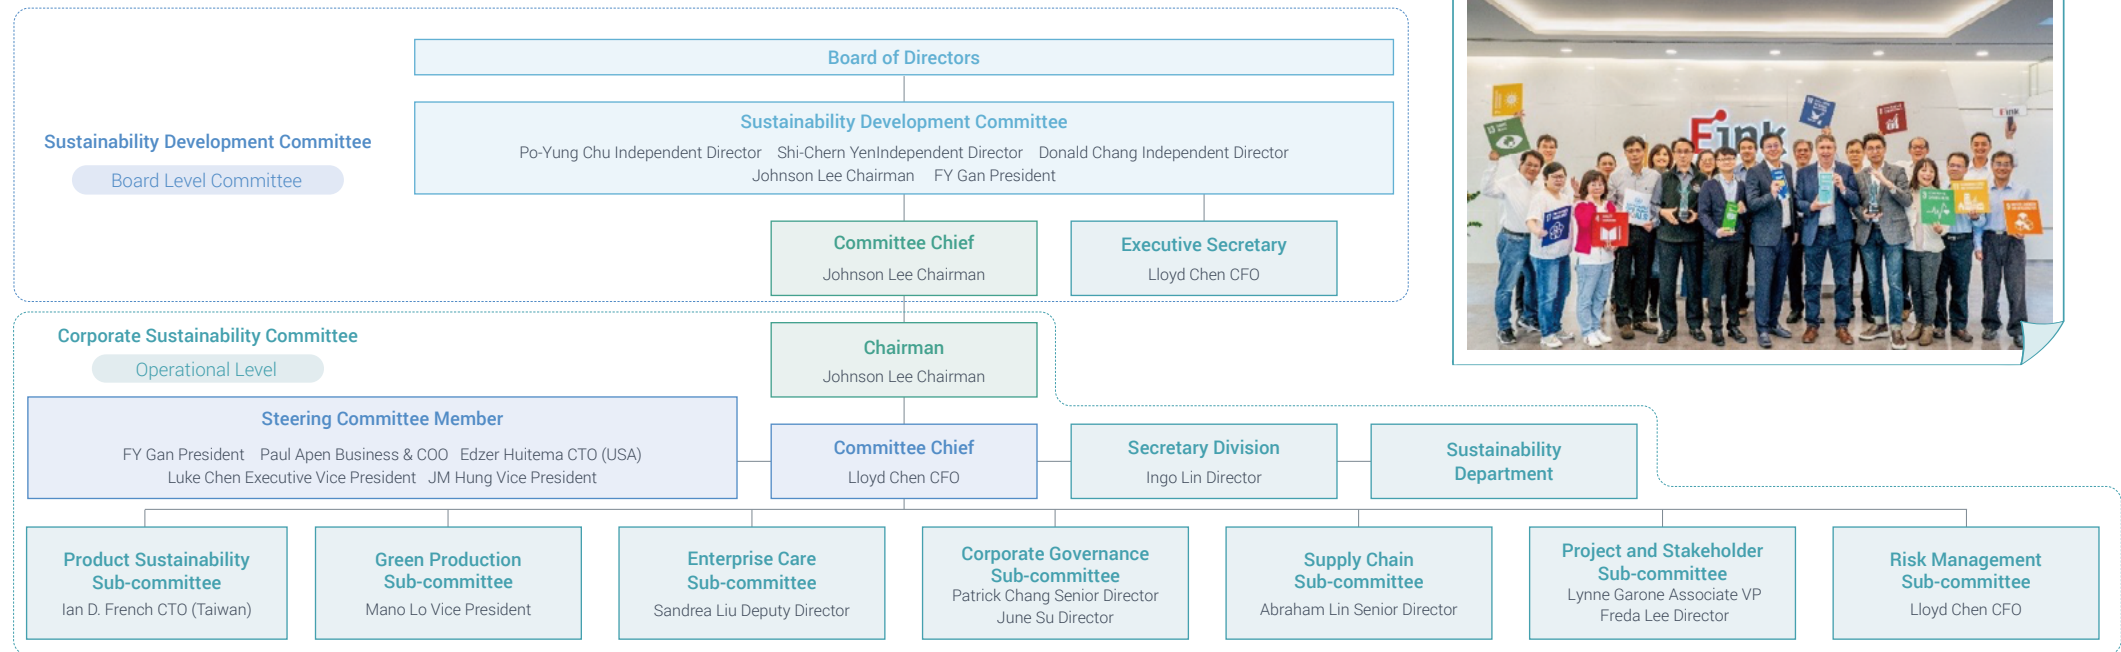 Board of Directors
Sustainability Development Committee
Board Level Committee
Sustainability Development Committee
Po-Yung Chu Independent Director Shi-Chern YenIndependent Director Donald Chang Independent Director
Johnson Lee Chairman FY Gan President
Committee Chief
Johnson Lee Chairman
Executive Secretary
Lloyd Chen CFO
Corporate Sustainability Committee
Operational Level
Chairman
Johnson Lee Chairman
Steering Committee Member
FY Gan President Paul Apen Business & COO Edzer Huitema CTO (USA)
Luke Chen Executive Vice President JM Hung Vice President
Committee Chief
Lloyd Chen CFO
Secretary Division
Ingo Lin Director
Sustainability
Department
Product Sustainability
Sub-committee
Ian D. French CTO (Taiwan)
Green Production
Sub-committee
Mano Lo Vice President
Enterprise Care
Sub-committee
Sandrea Liu Deputy Director
Corporate Governance
Sub-committee
Patrick Chang Senior Director
June Su Director
Supply Chain
Sub-committee
Abraham Lin Senior Director
Project and Stakeholder
Sub-committee
Lynne Garone Associate VP
Freda Lee Director
Risk Management
Sub-committee
Lloyd Chen CFO
E ink